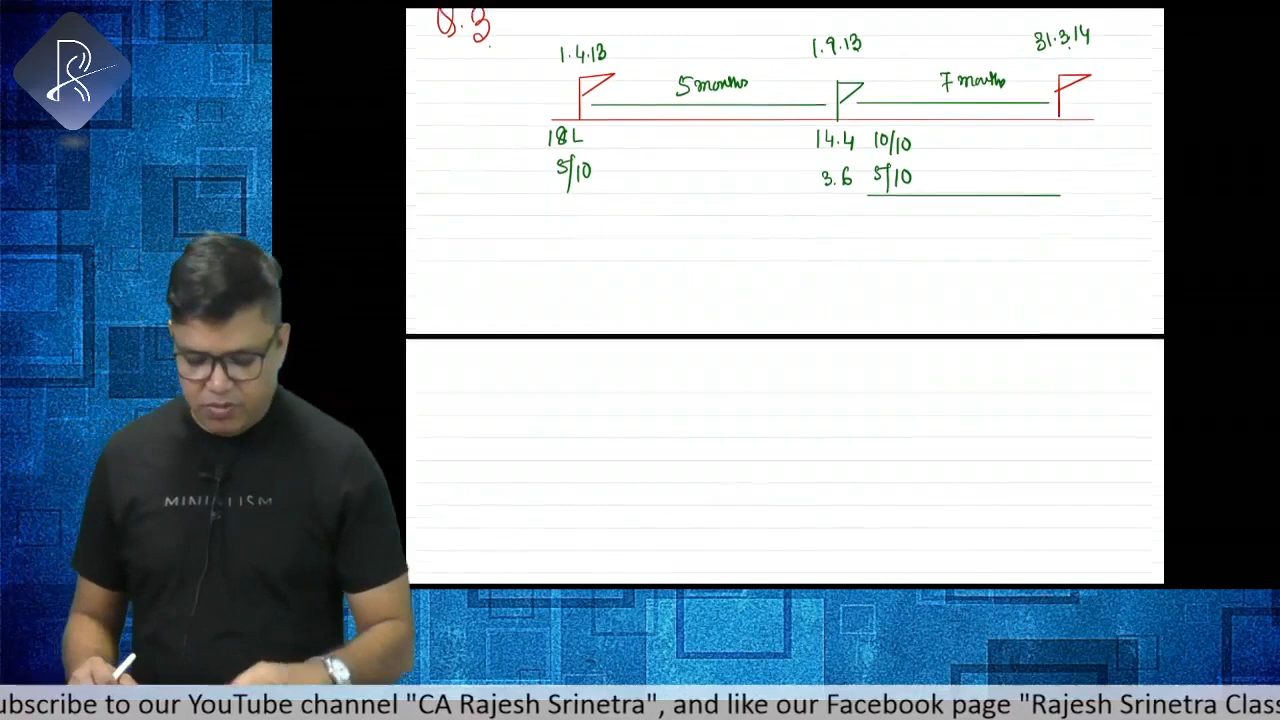 Q.3
1.4.13 1.9.13 31.3.14
5 months 7 months
18L 14.4 10/10
5/10 3.6 5/10
MINIMLISM
ubscribe to our YouTube channel "CA Rajesh Srinetra", and like our Facebook page "Rajesh Srinetra Class